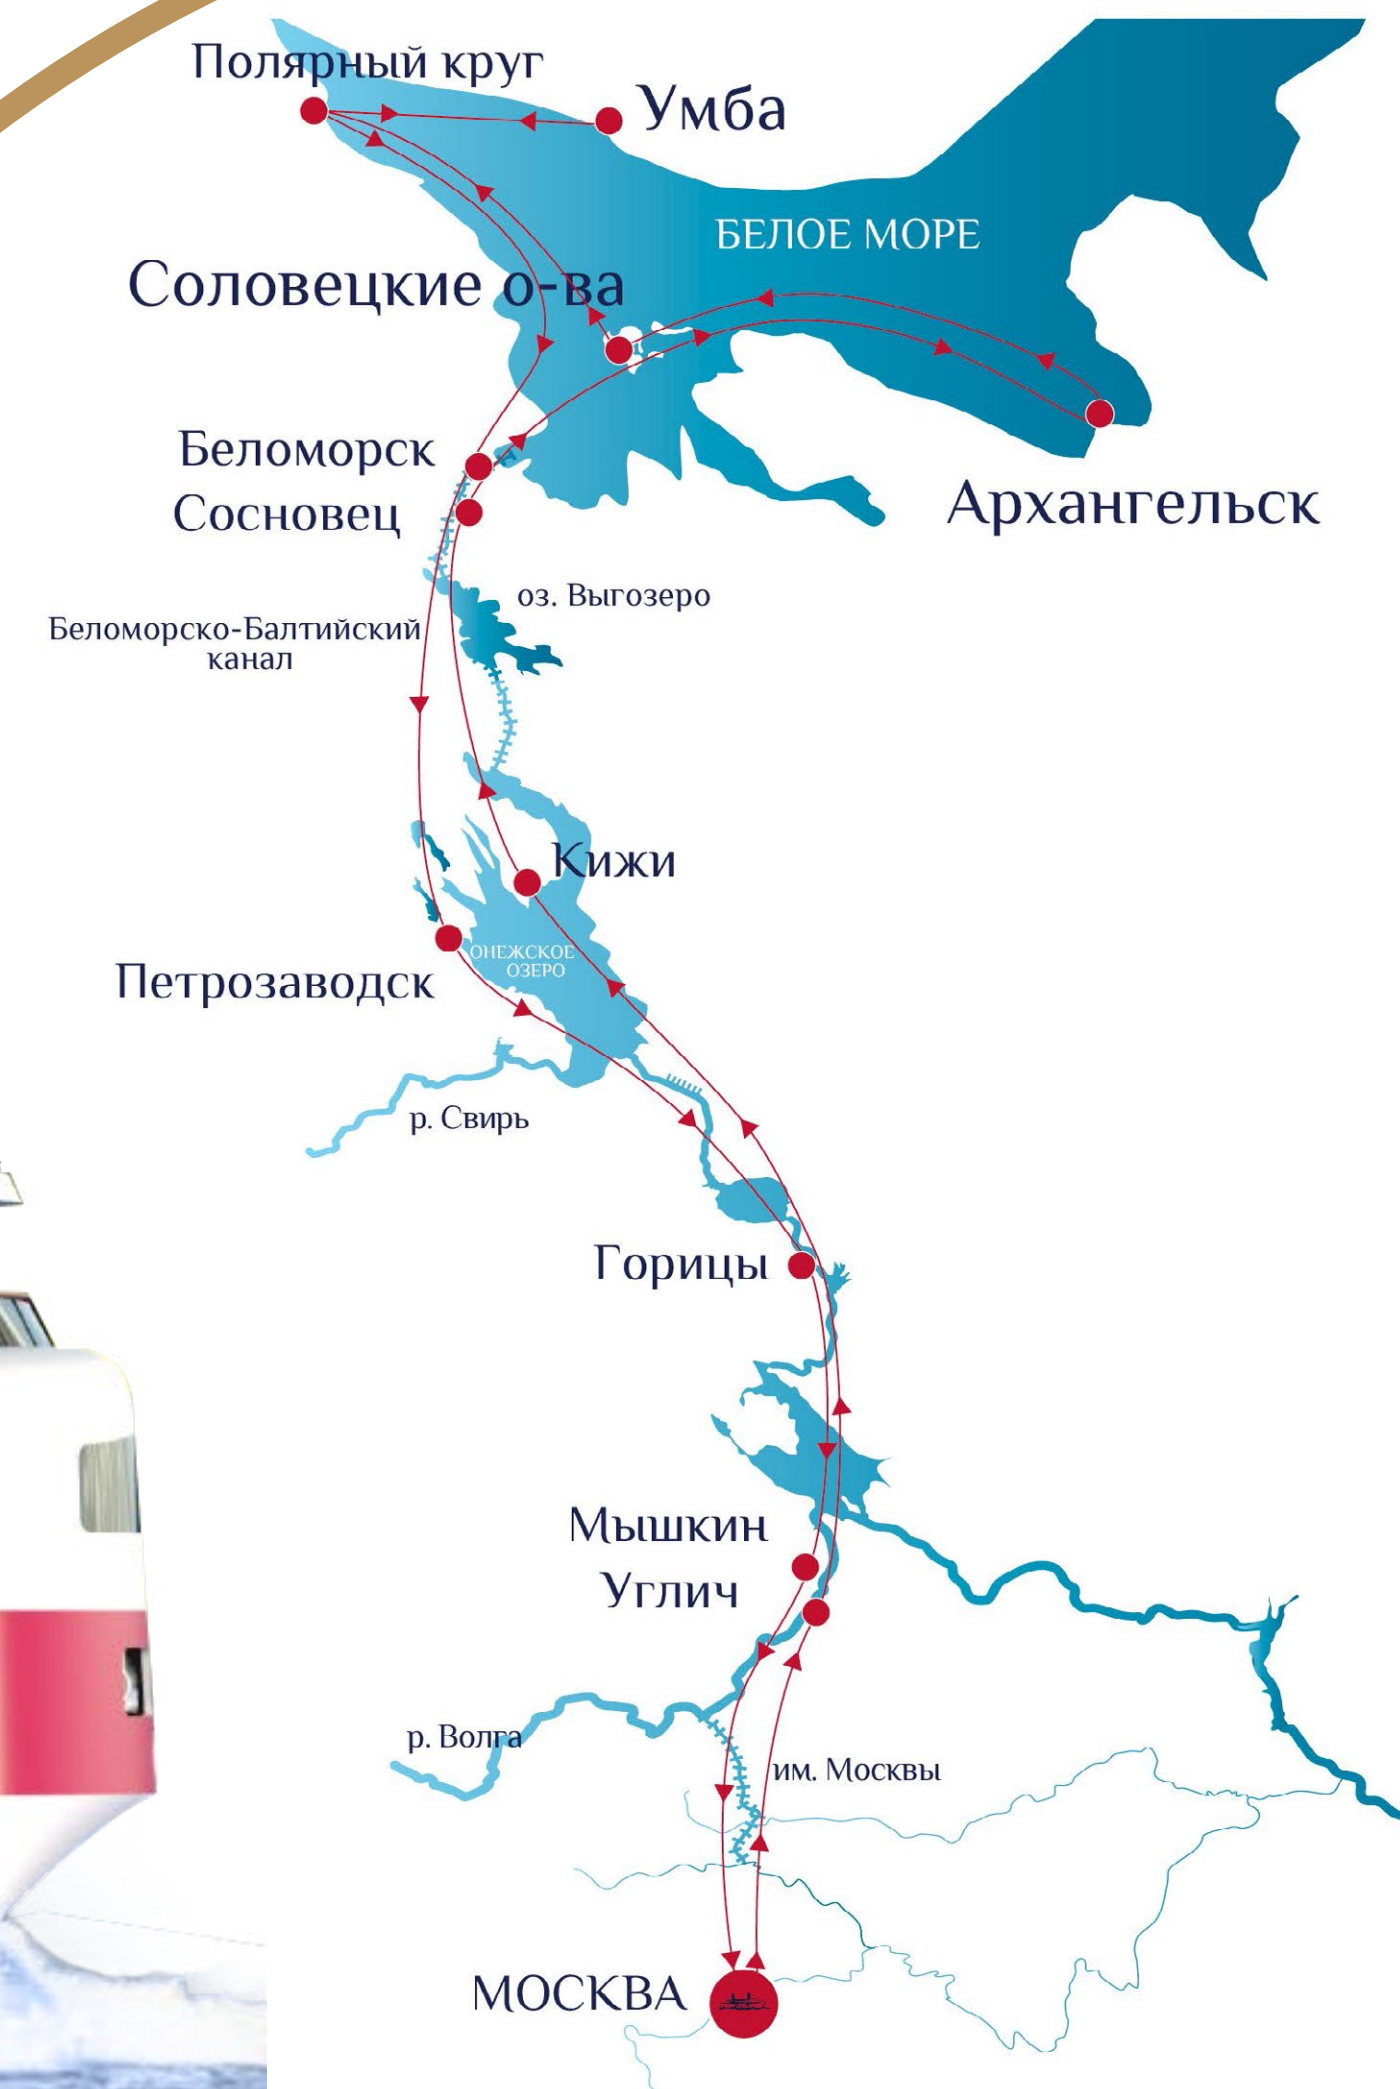 Полярный круг
Умба
БЕЛОЕ МОРЕ
Соловецкие о-ва
Беломорск
Сосновец
Архангельск
оз. Выгозеро
Беломорско-Балтийский
канал
Кижи
ОНЕЖСКОЕ
ОЗЕРО
Петрозаводск
р. Свирь
Горицы
Мышкин
Углич
р. Волга
им. Москвы
МОСКВА